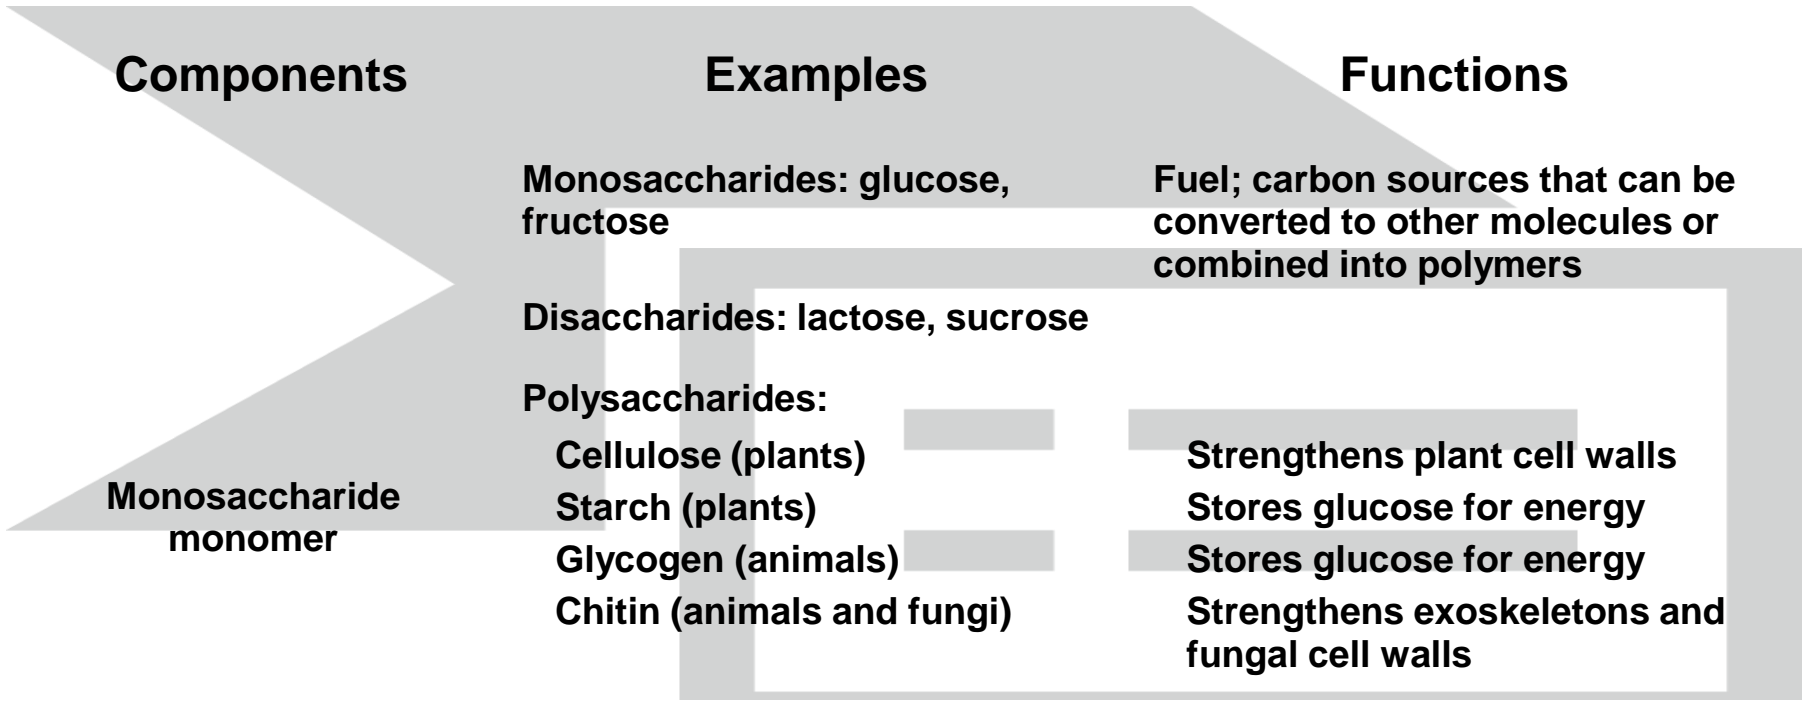 Components Examples Functions
Monosaccharides: glucose,
fructose
Fuel; carbon sources that can be
converted to other molecules or
combined into polymers
Disaccharides: lactose, sucrose
Polysaccharides:
Monosaccharide
monomer
Cellulose (plants) Strengthens plant cell walls
Starch (plants) Stores glucose for energy
Glycogen (animals) Stores glucose for energy
Chitin (animals and fungi) Strengthens exoskeletons and
fungal cell walls